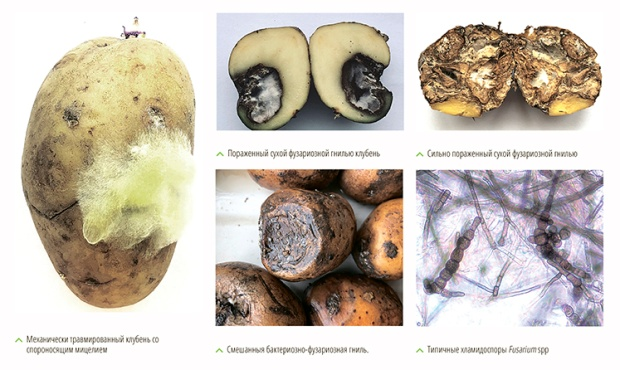 Пораженный сухой фузариозной гнилью клубень
Сильно пораженный сухой фузариозной гнилью
Механически травмированный клубень со
спороносящим мицелием
Смешанныя бактериозно-фузариозная гниль.
Типичные хламидоспоры Fusarium spp